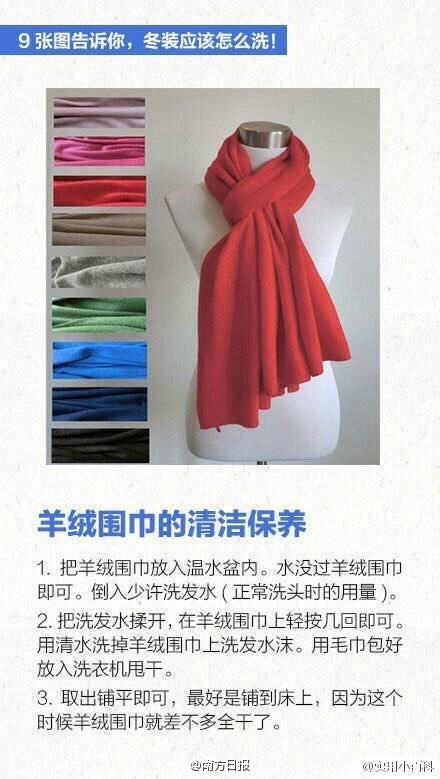 9 张图告诉你，冬装应该怎么洗！
羊绒围巾的清洁保养
1. 把羊绒围巾放入温水盆内。水没过羊绒围巾
即可。倒入少许洗发水（正常洗头时的用量）。
2. 把洗发水揉开，在羊绒围巾上轻按几回即可。
用清水洗掉羊绒围巾上洗发水沫。用毛巾包好
放入洗衣机甩干。
3. 取出铺平即可，最好是铺到床上，因为这个
时候羊绒围巾就差不多全干了。
@南方日报
@实用小百科